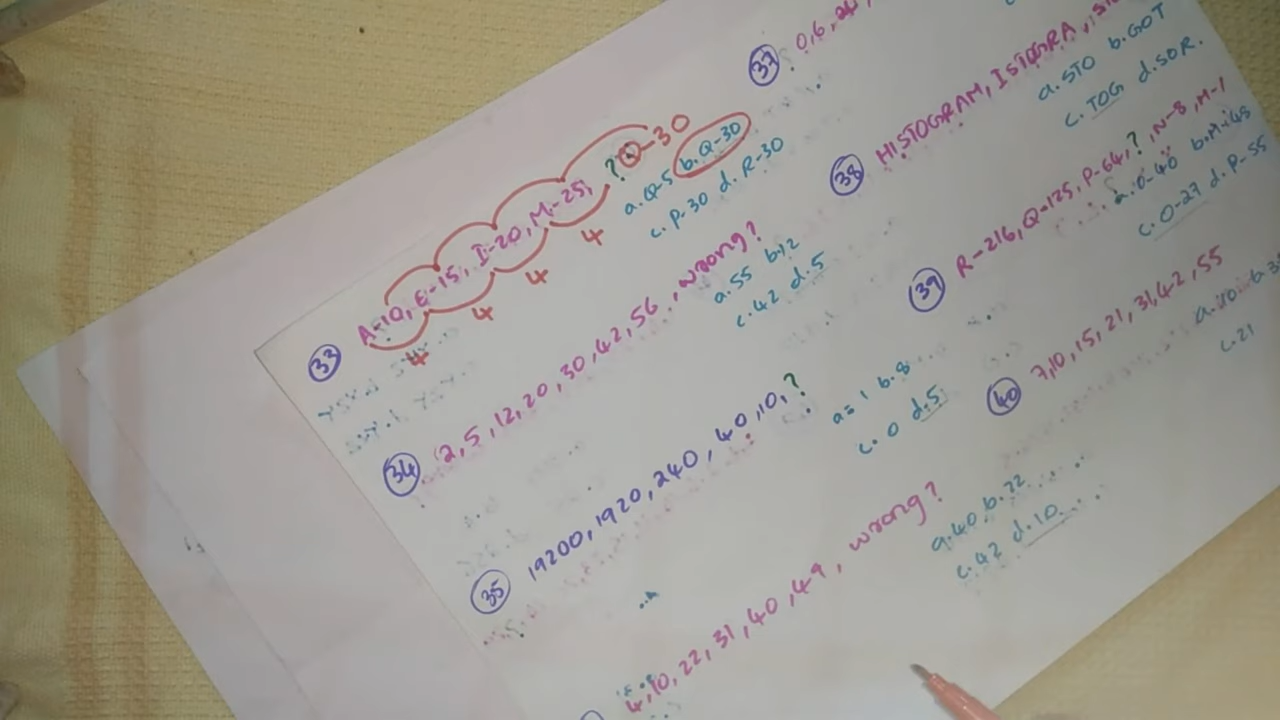 33 A-10, E-15, I-20, M-25, ? Q-30
4 4 4 4
a. Q-5 b. Q-30
c. P-30 d. R-30
34 2, 5, 12, 20, 30, 42, 56, wrong?
a. 55 b. 12
c. 42 d. 5
35 19200, 1920, 240, 40, 10, ?
a= 1 b. 8
c. 0 d. 5
4, 10, 22, 31, 40, 49, wrong?
a. 40 b. 22
c. 42 d. 10
37 0, 6, 24,
38 HISTOGRAM, ISTOGRA,
a. STO b. GOT
c. TOG d. SOR.
39 R-216, Q-125, P-64, ?, N-8, M-1
a. O-40 b. M-48
c. O-27 d. P-55
40 7, 10, 15, 21, 31, 42, 55
c. 21